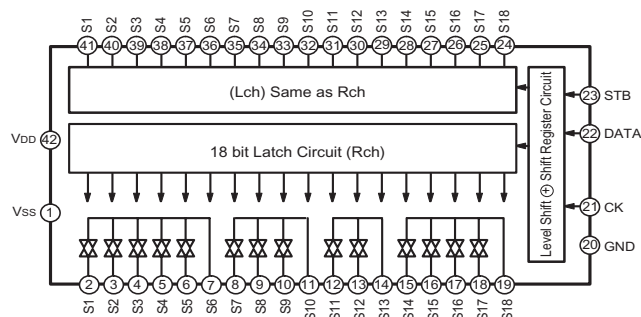 S1 S2 S3 S4 S5 S6 S7 S8 S9 S10 S11 S12 S13 S14 S15 S16 S17 S18
41 40 39 38 37 36 35 34 33 32 31 30 29 28 27 26 25 24
(Lch) Same as Rch
23 STB
VDD 42
22 DATA
18 bit Latch Circuit (Rch)
Level Shift ⊕ Shift Register Circuit
VSS 1
21 CK
20 GND
2 3 4 5 6 7 8 9 10 11 12 13 14 15 16 17 18 19
S1 S2 S3 S4 S5 S6 S7 S8 S9 S10 S11 S12 S13 S14 S15 S16 S17 S18